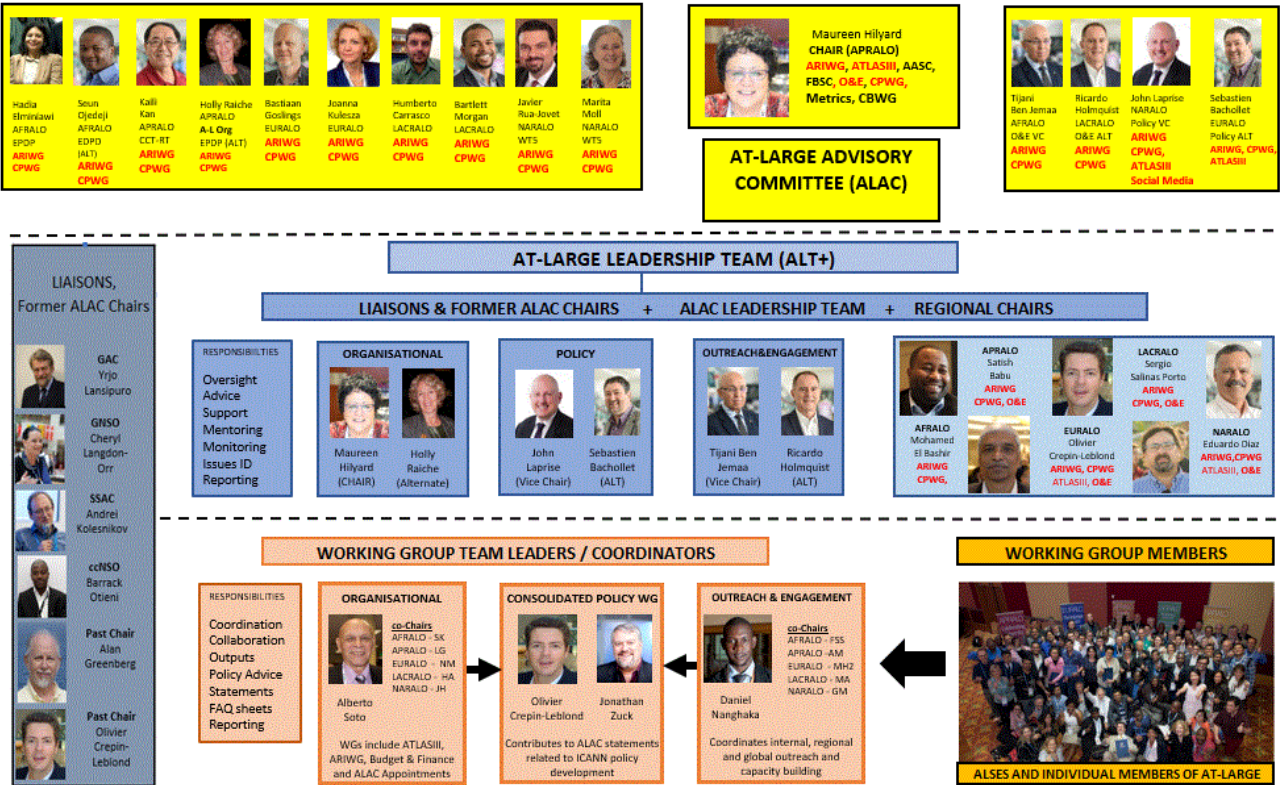 Hadia
Elminiawi
AFRALO
EPDP
ARIWG
CPWG
Seun
Ojedeji
AFRALO
EDPD
(ALT)
ARIWG
CPWG
Kaili
Kan
APRALO
CCT-RT
ARIWG
CPWG
Holly Raiche
APRALO
A-L Org
EPDP (ALT)
ARIWG
CPWG
Bastiaan
Goslings
EURALO
ARIWG
CPWG
Joanna
Kulesza
EURALO
ARIWG
CPWG
Humberto
Carrasco
LACRALO
ARIWG
CPWG
Bartlett
Morgan
LACRALO
ARIWG
CPWG
Javier
Rua-Jovet
NARALO
WT5
ARIWG
CPWG
Marita
Moll
NARALO
WT5
ARIWG
CPWG
Maureen Hilyard
CHAIR (APRALO)
ARIWG, ATLASIII, AASC,
FBSC, O&E, CPWG,
Metrics, CBWG
AT-LARGE ADVISORY
COMMITTEE (ALAC)
Tijani
Ben Jemaa
AFRALO
O&E VC
ARIWG
CPWG
Ricardo
Holmquist
LACRALO
O&E ALT
ARIWG
CPWG
John Laprise
NARALO
Policy VC
ARIWG
CPWG,
ATLASIII
Social Media
Sebastien
Bachollet
EURALO
Policy ALT
ARIWG, CPWG,
ATLASIII
LIAISONS,
Former ALAC Chairs
GAC
Yrjo
Lansipuro
GNSO
Cheryl
Langdon-
Orr
SSAC
Andrei
Kolesnikov
ccNSO
Barrack
Otieni
Past Chair
Alan
Greenberg
Past Chair
Olivier
Crepin-
Leblond
AT-LARGE LEADERSHIP TEAM (ALT+)
LIAISONS & FORMER ALAC CHAIRS + ALAC LEADERSHIP TEAM + REGIONAL CHAIRS
RESPONSIBIILTIES
Oversight
Advice
Support
Mentoring
Monitoring
Issues ID
Reporting
ORGANISATIONAL
Maureen
Hilyard
(CHAIR)
Holly
Raiche
(Alternate)
POLICY
John
Laprise
(Vice Chair)
Sebastien
Bachollet
(ALT)
OUTREACH&ENGAGEMENT
Tijani Ben
Jemaa
(Vice Chair)
Ricardo
Holmquist
(ALT)
APRALO
Satish
Babu
ARIWG
CPWG, O&E
LACRALO
Sergio
Salinas Porto
ARIWG
CPWG, O&E
AFRALO
Mohamed
El Bashir
ARIWG
CPWG,
EURALO
Olivier
Crepin-Leblond
ARIWG, CPWG
ATLASIII, O&E
NARALO
Eduardo Diaz
ARIWG,CPWG
ATLASIII, O&E
WORKING GROUP TEAM LEADERS / COORDINATORS
RESPONSIBILITIES
Coordination
Collaboration
Outputs
Policy Advice
Statements
FAQ sheets
Reporting
ORGANISATIONAL
co-Chairs
AFRALO - SK
APRALO - LG
EURALO - NM
LACRALO - HA
NARALO - JH
Alberto
Soto
WGs include ATLASIII,
ARIWG, Budget & Finance
and ALAC Appointments
CONSOLIDATED POLICY WG
Olivier
Crepin-Leblond
Jonathan
Zuck
Contributes to ALAC statements
related to ICANN policy
development
OUTREACH & ENGAGEMENT
co-Chairs
AFRALO - FSS
APRALO - AM
EURALO - MH2
LACRALO - MA
NARALO - GM
Daniel
Nanghaka
Coordinates internal, regional
and global outreach and
capacity building
WORKING GROUP MEMBERS
ALSES AND INDIVIDUAL MEMBERS OF AT-LARGE